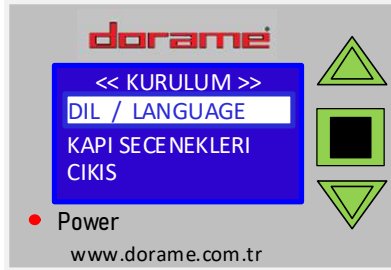 dorame
<< KURULUM >>
DIL / LANGUAGE
KAPI SECENEKLERI
CIKIS
Power
www.dorame.com.tr